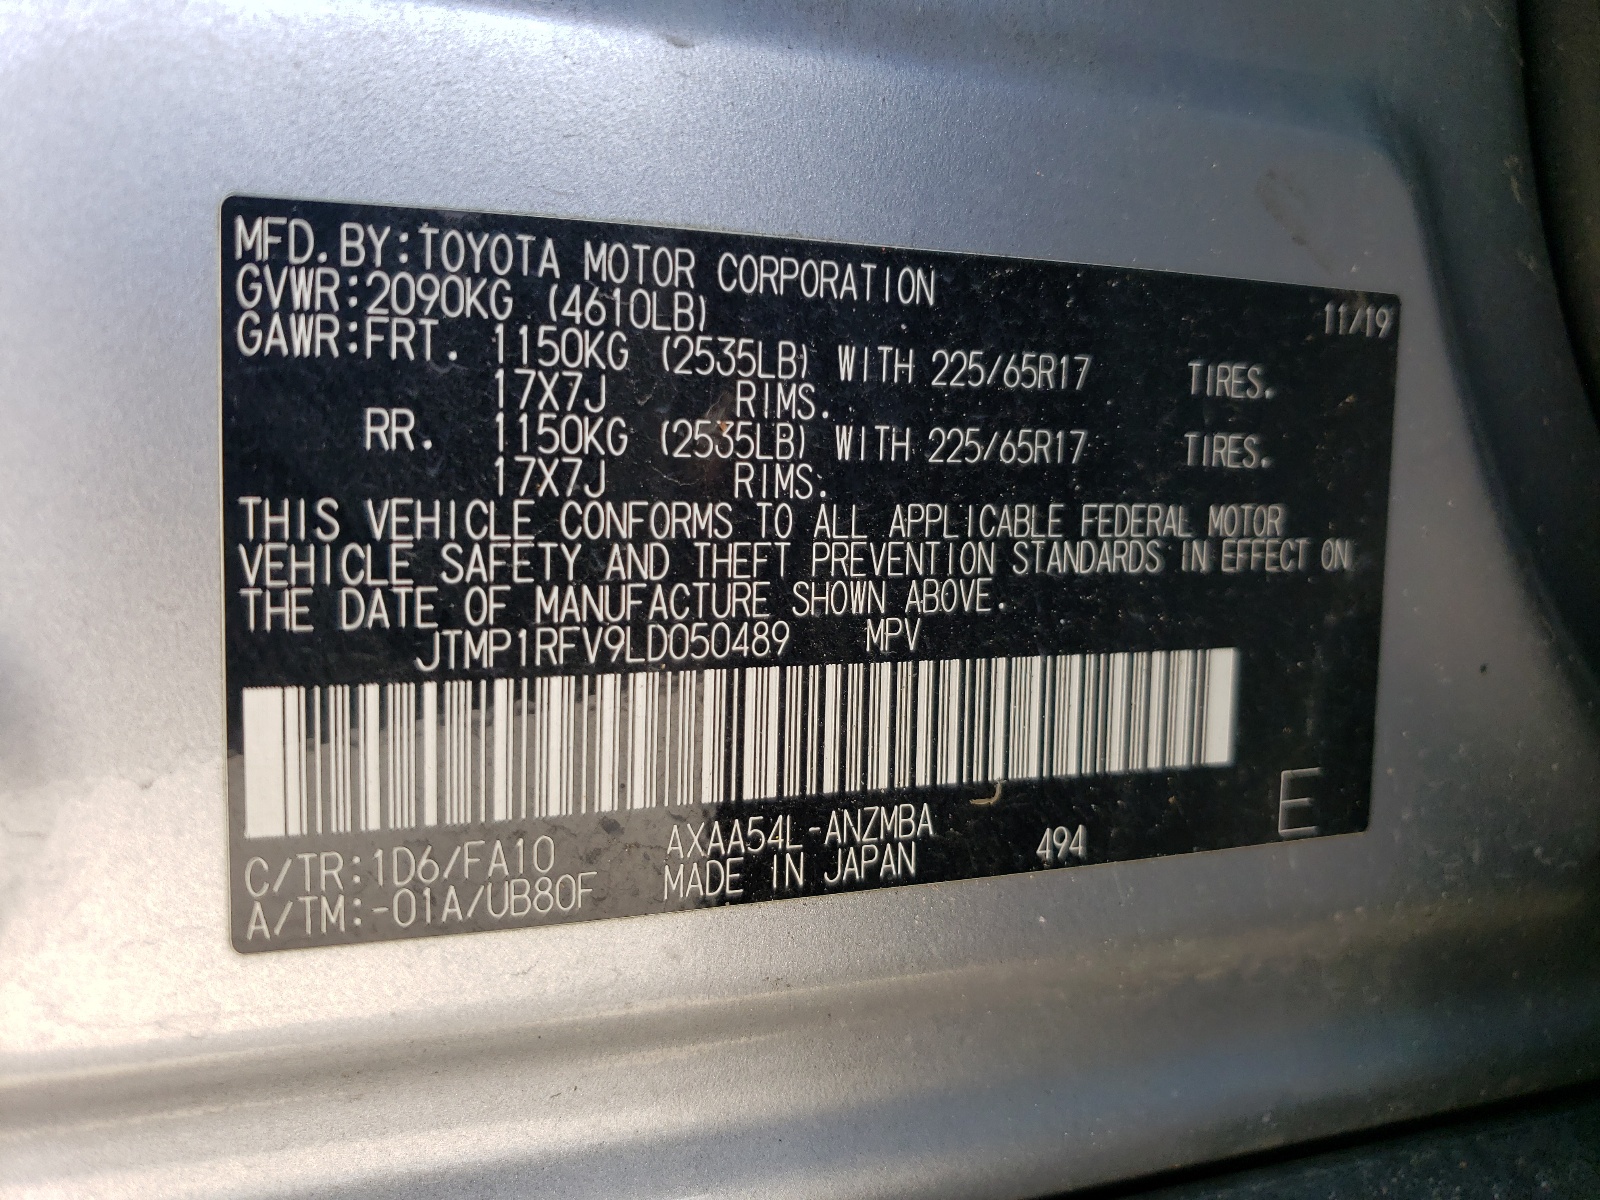 MFD. BY: TOYOTA MOTOR CORPORATION 11/19
GVWR: 2090KG (4610LB)
GAWR: FRT. 1150KG (2535LB) WITH 225/65R17 TIRES.
17X7J RIMS.
RR. 1150KG (2535LB) WITH 225/65R17 TIRES.
17X7J RIMS.
THIS VEHICLE CONFORMS TO ALL APPLICABLE FEDERAL MOTOR
VEHICLE SAFETY AND THEFT PREVENTION STANDARDS IN EFFECT ON
THE DATE OF MANUFACTURE SHOWN ABOVE.
JTMP1RFV9LD050489 MPV
E
C/TR: 1D6/FA10 AXAA54L-ANZMBA 494
A/TM: -01A/UB80F MADE IN JAPAN